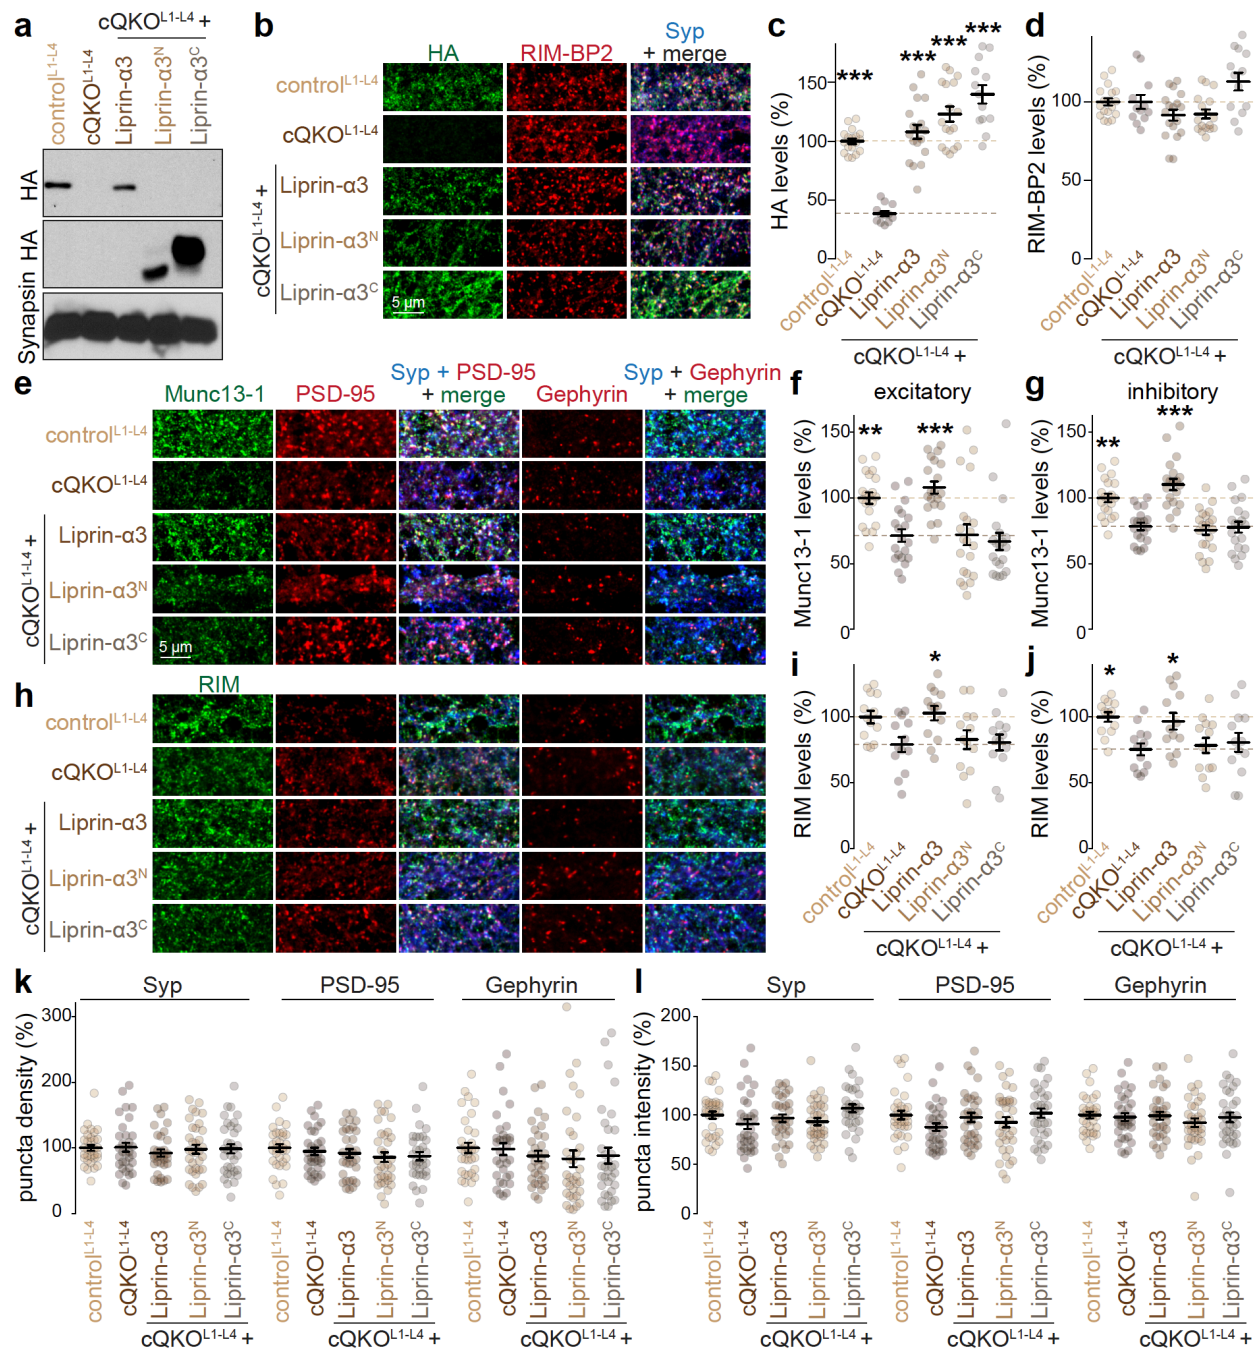 a
cQKO^L1-L4 +
control^L1-L4
cQKO^L1-L4
Liprin-α3
Liprin-α3^N
Liprin-α3^C
HA
HA
Synapsin
b
HA
RIM-BP2
Syp
+ merge
control^L1-L4
cQKO^L1-L4
cQKO^L1-L4 +
Liprin-α3
Liprin-α3^N
Liprin-α3^C
5 µm
c
HA levels (%)
150
100
50
0
***
***
***
***
control^L1-L4
cQKO^L1-L4
Liprin-α3
Liprin-α3^N
Liprin-α3^C
cQKO^L1-L4 +
d
RIM-BP2 levels (%)
100
50
0
control^L1-L4
cQKO^L1-L4
Liprin-α3
Liprin-α3^N
Liprin-α3^C
cQKO^L1-L4 +
e
Munc13-1
PSD-95
Syp + PSD-95
+ merge
Gephyrin
Syp + Gephyrin
+ merge
control^L1-L4
cQKO^L1-L4
cQKO^L1-L4 +
Liprin-α3
Liprin-α3^N
Liprin-α3^C
5 µm
f
excitatory
Munc13-1 levels (%)
150
100
50
0
**
***
g
inhibitory
Munc13-1 levels (%)
150
100
50
0
**
***
h
RIM
control^L1-L4
cQKO^L1-L4
cQKO^L1-L4 +
Liprin-α3
Liprin-α3^N
Liprin-α3^C
i
RIM levels (%)
100
50
0
*
control^L1-L4
cQKO^L1-L4
Liprin-α3
Liprin-α3^N
Liprin-α3^C
cQKO^L1-L4 +
j
RIM levels (%)
100
50
0
*
*
control^L1-L4
cQKO^L1-L4
Liprin-α3
Liprin-α3^N
Liprin-α3^C
cQKO^L1-L4 +
k
Syp
PSD-95
Gephyrin
puncta density (%)
300
200
100
0
control^L1-L4
cQKO^L1-L4
Liprin-α3
Liprin-α3^N
Liprin-α3^C
cQKO^L1-L4 +
control^L1-L4
cQKO^L1-L4
Liprin-α3
Liprin-α3^N
Liprin-α3^C
cQKO^L1-L4 +
control^L1-L4
cQKO^L1-L4
Liprin-α3
Liprin-α3^N
Liprin-α3^C
cQKO^L1-L4 +
l
Syp
PSD-95
Gephyrin
puncta intensity (%)
200
150
100
50
0
control^L1-L4
cQKO^L1-L4
Liprin-α3
Liprin-α3^N
Liprin-α3^C
cQKO^L1-L4 +
control^L1-L4
cQKO^L1-L4
Liprin-α3
Liprin-α3^N
Liprin-α3^C
cQKO^L1-L4 +
control^L1-L4
cQKO^L1-L4
Liprin-α3
Liprin-α3^N
Liprin-α3^C
cQKO^L1-L4 +